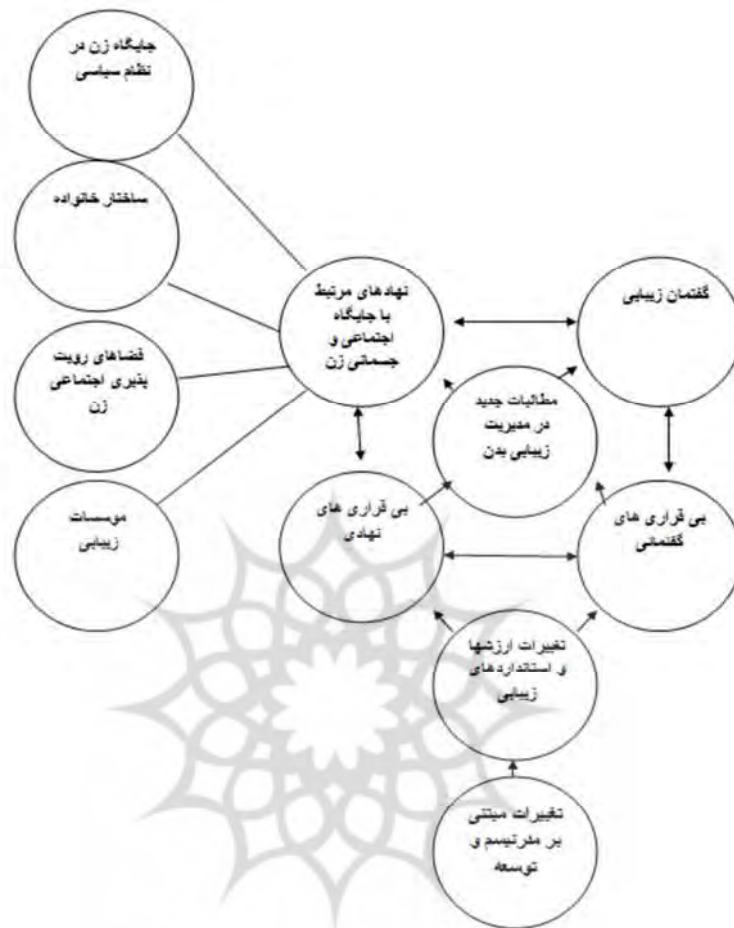 جایگاه زن در
نظام سیاسی
ساختار خانواده
نهادهای مرتبط
با جایگاه
اجتماعی و
جسمانی زن
گفتمان زیبایی
فضاهای رویت
پذیری اجتماعی
زن
مطالبات جدید
در مدیریت
زیبایی بدن
موسسات
زیبایی
بی قراری های
نهادی
بی قراری های
گفتمانی
تغییرات ارزشها
و استانداردهای
زیبایی
تغییرات مبتنی
بر مدرنیسم و
توسعه